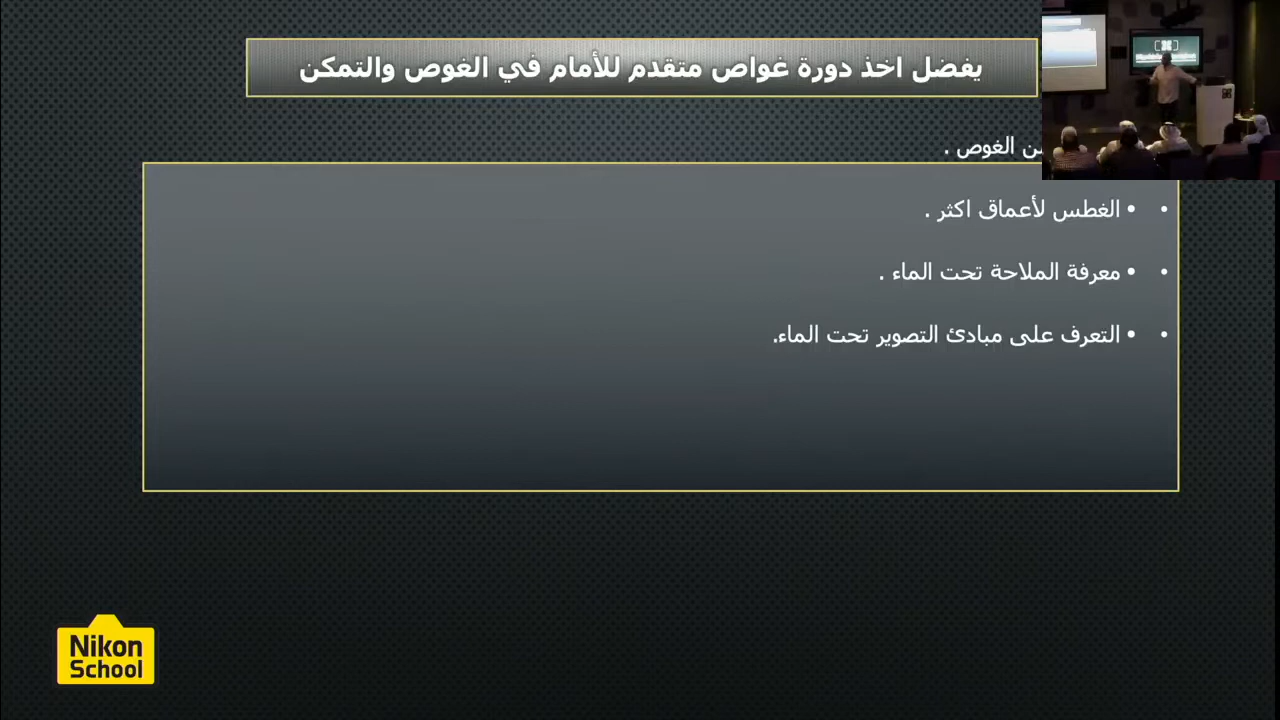 يفضل اخذ دورة غواص متقدم للأمام في الغوص والتمكن
الغوص .
• • الغطس لأعماق اكثر .
• • معرفة الملاحة تحت الماء .
• • التعرف على مبادئ التصوير تحت الماء.
Nikon
School